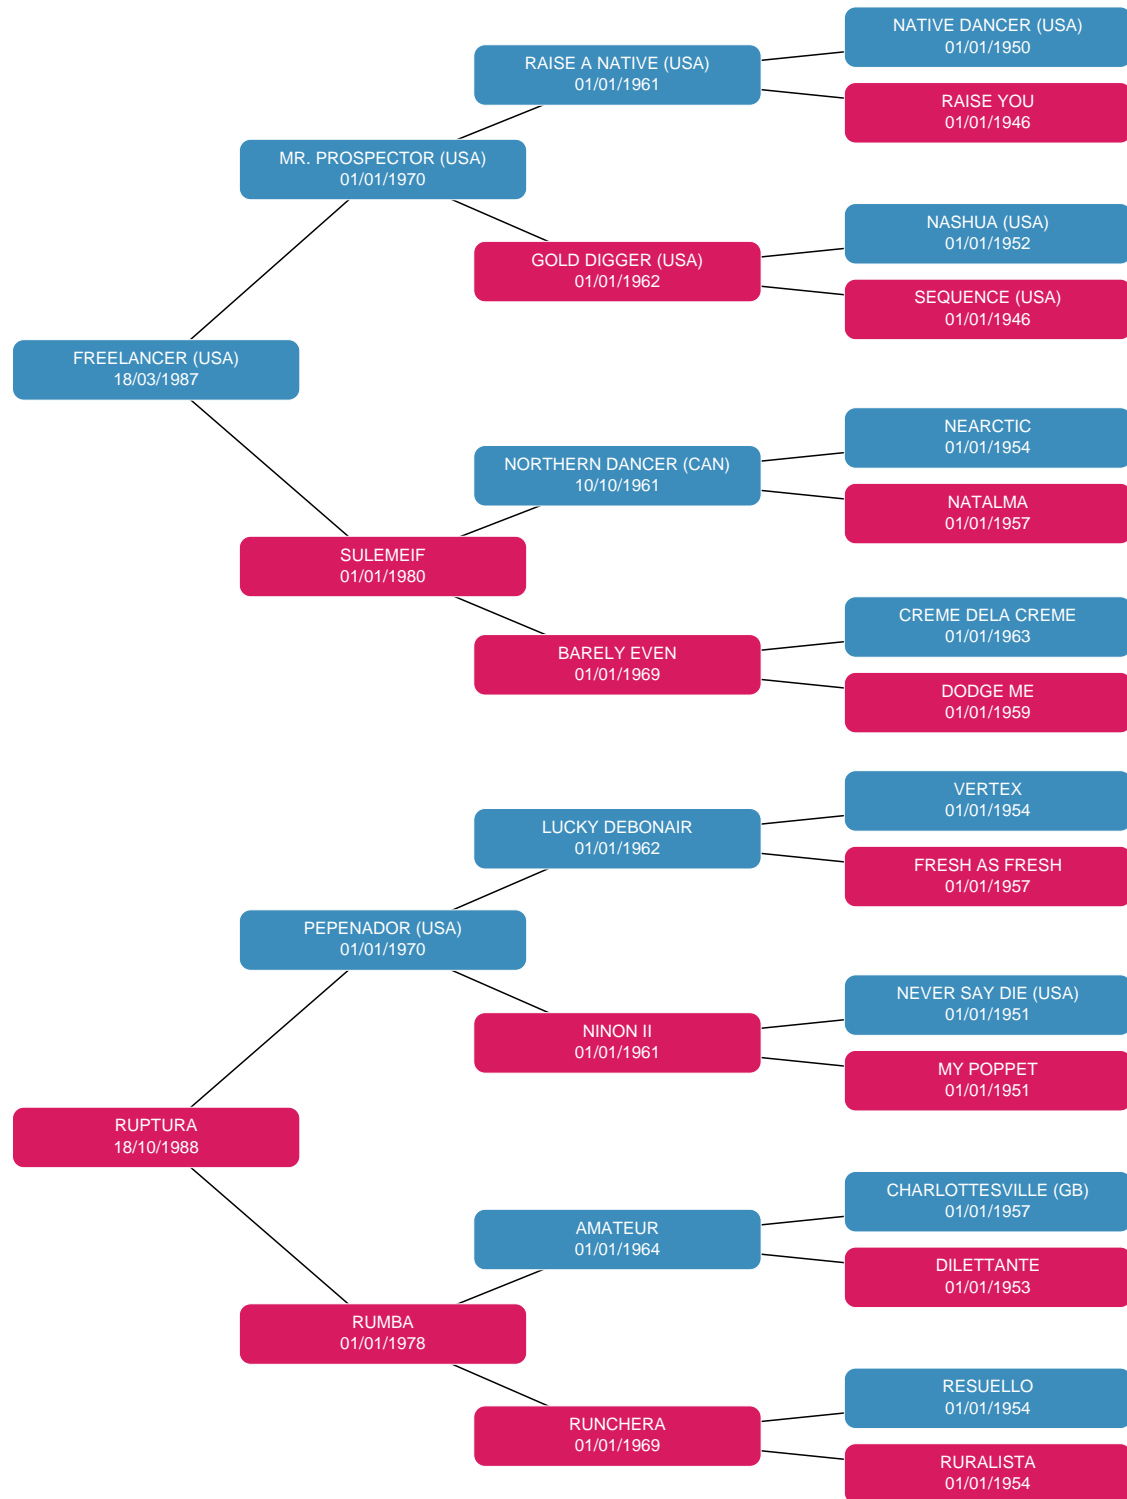 NATIVE DANCER (USA)
01/01/1950
RAISE A NATIVE (USA)
01/01/1961
RAISE YOU
01/01/1946
MR. PROSPECTOR (USA)
01/01/1970
NASHUA (USA)
01/01/1952
GOLD DIGGER (USA)
01/01/1962
SEQUENCE (USA)
01/01/1946
FREELANCER (USA)
18/03/1987
NEARCTIC
01/01/1954
NORTHERN DANCER (CAN)
10/10/1961
NATALMA
01/01/1957
SULEMEIF
01/01/1980
CREME DELA CREME
01/01/1963
BARELY EVEN
01/01/1969
DODGE ME
01/01/1959
VERTEX
01/01/1954
LUCKY DEBONAIR
01/01/1962
FRESH AS FRESH
01/01/1957
PEPENADOR (USA)
01/01/1970
NEVER SAY DIE (USA)
01/01/1951
NINON II
01/01/1961
MY POPPET
01/01/1951
RUPTURA
18/10/1988
CHARLOTTESVILLE (GB)
01/01/1957
AMATEUR
01/01/1964
DILETTANTE
01/01/1953
RUMBA
01/01/1978
RESUELLO
01/01/1954
RUNCHERA
01/01/1969
RURALISTA
01/01/1954